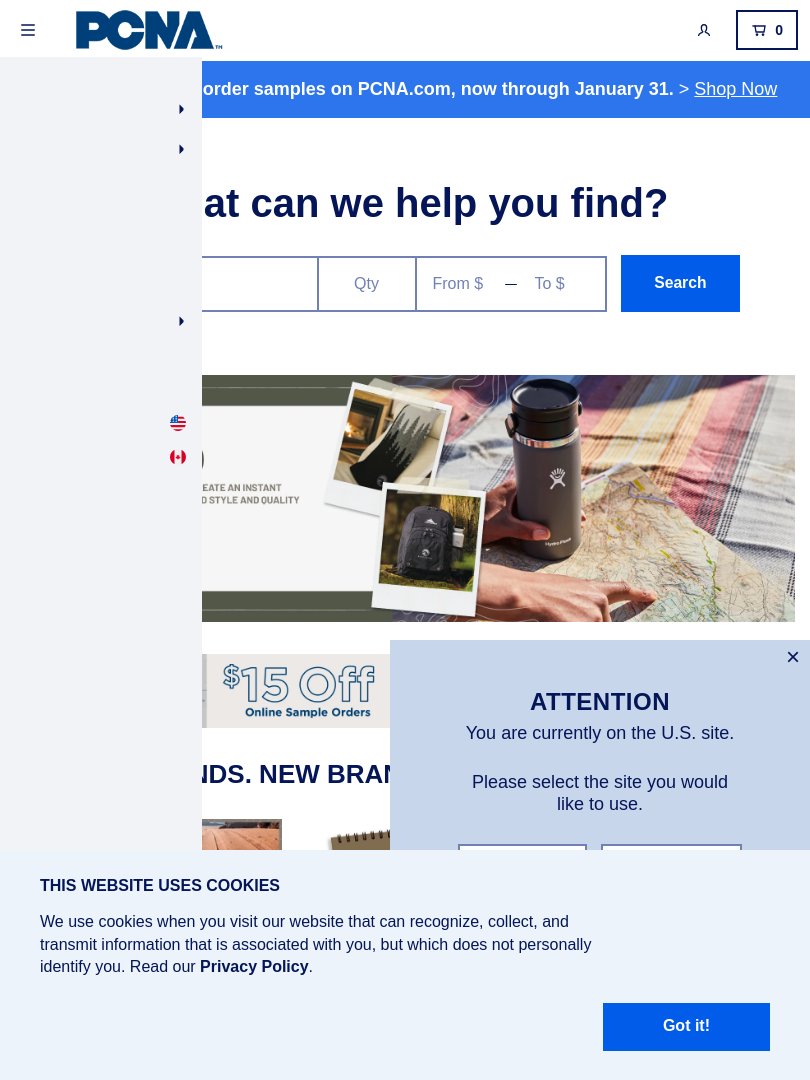 PCNA™
0
order samples on PCNA.com, now through January 31. > Shop Now
at can we help you find?
Qty
From $ — To $
Search
REATE AN INSTANT
D STYLE AND QUALITY
Hydro Flask
$15 Off
Online Sample Orders
ATTENTION
You are currently on the U.S. site.
Please select the site you would
like to use.
NDS. NEW BRAN
THIS WEBSITE USES COOKIES
We use cookies when you visit our website that can recognize, collect, and
transmit information that is associated with you, but which does not personally
identify you. Read our Privacy Policy.
Got it!